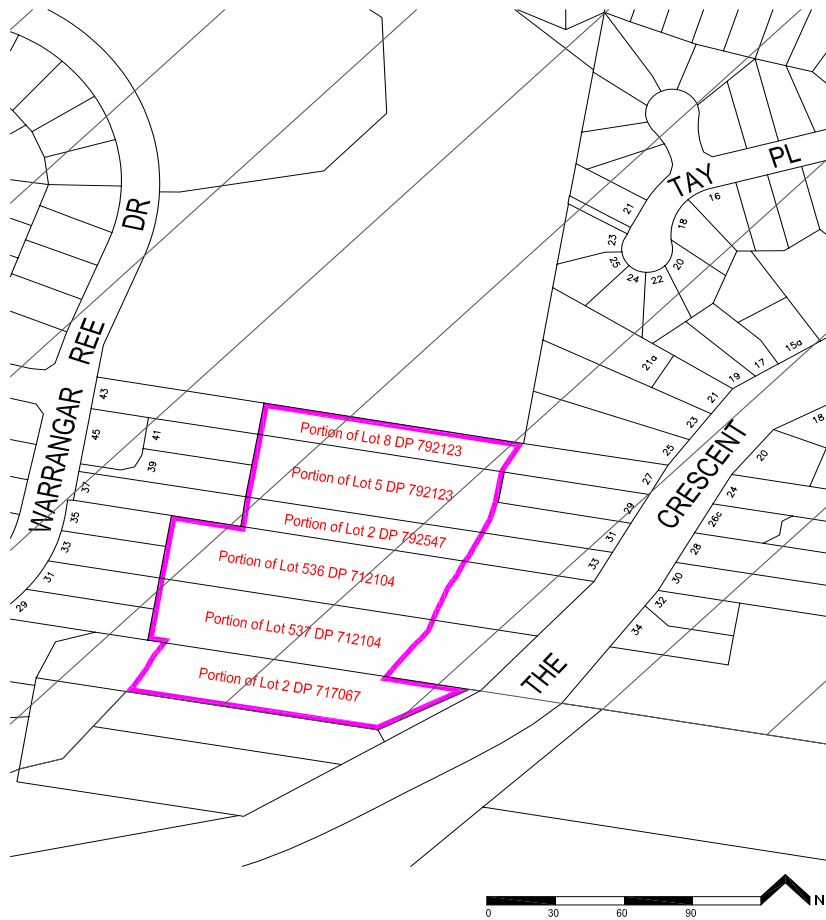 TAY
PL
16
18
20
22
24
25
23
21
DR
REE
WARRANGAR
43
45
41
39
37
35
33
31
29
Portion of Lot 8 DP 792123
Portion of Lot 5 DP 792123
Portion of Lot 2 DP 792547
Portion of Lot 536 DP 712104
Portion of Lot 537 DP 712104
Portion of Lot 2 DP 717067
15a
17
19
21a
21
23
25
27
29
31
33
THE
CRESCENT
18
20
24
26c
28
30
32
34
N
0 30 60 90